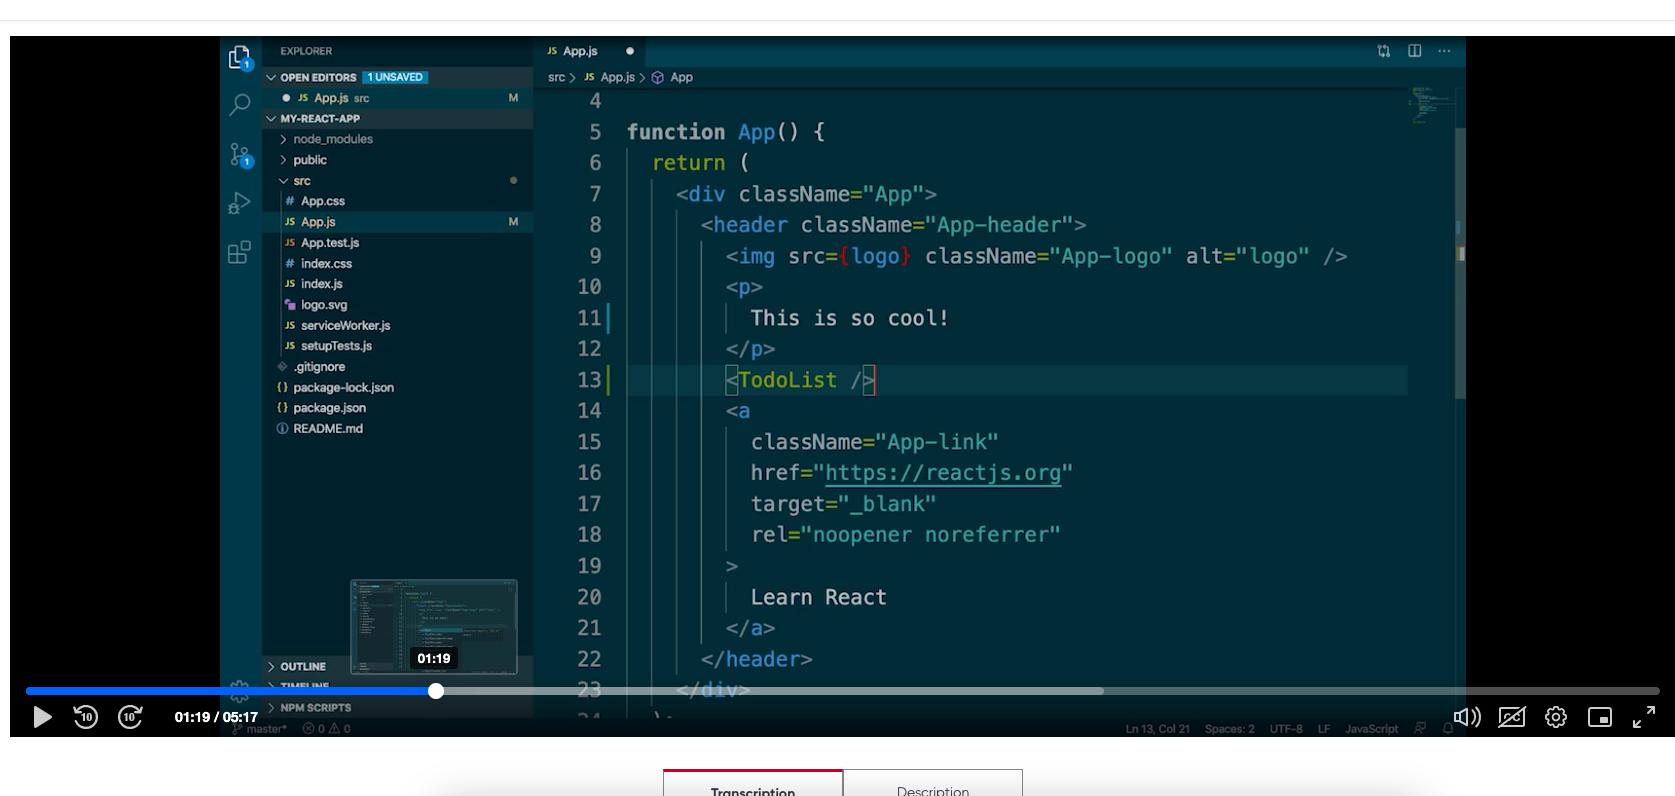 EXPLORER
OPEN EDITORS 1 UNSAVED
JS App.js src M
MY-REACT-APP
node_modules
public
src
# App.css
JS App.js M
JS App.test.js
# index.css
JS index.js
logo.svg
JS serviceWorker.js
JS setupTests.js
.gitignore
{} package-lock.json
{} package.json
README.md
OUTLINE
TIMELINE
NPM SCRIPTS
1
1
JS App.js
src > JS App.js > App
4
5 function App() {
6 return (
7 <div className="App">
8 <header className="App-header">
9 <img src={logo} className="App-logo" alt="logo" />
10 <p>
11 This is so cool!
12 </p>
13 <TodoList />
14 <a
15 className="App-link"
16 href="https://reactjs.org"
17 target="_blank"
18 rel="noopener noreferrer"
19 >
20 Learn React
21 </a>
22 </header>
23 </div>
24 );
01:19
10 10 01:19 / 05:17
master* 0 0 Ln 13, Col 21 Spaces: 2 UTF-8 LF JavaScript
Transcription Description